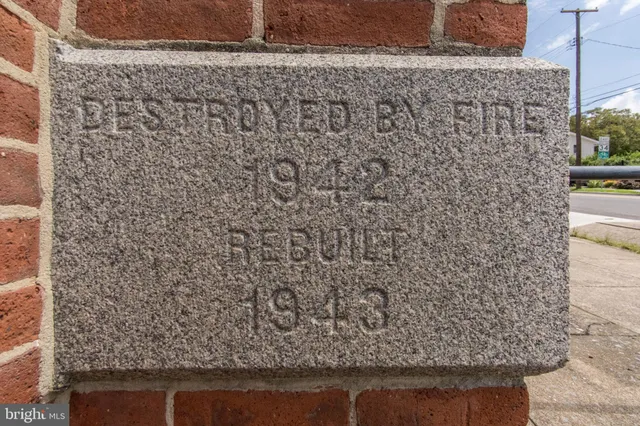 DESTROYED BY FIRE
1942
REBUILT
1943
bright MLS